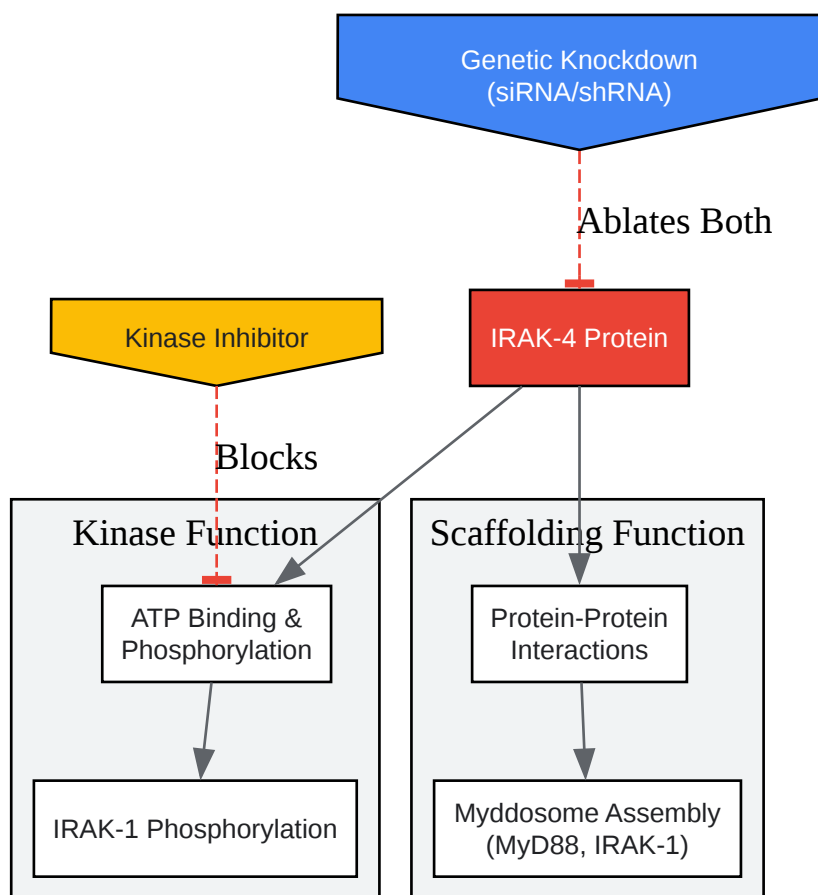 Genetic Knockdown
(siRNA/shRNA)
Ablates Both
Kinase Inhibitor
IRAK-4 Protein
Blocks
Kinase Function
Scaffolding Function
ATP Binding &
Phosphorylation
Protein-Protein
Interactions
IRAK-1 Phosphorylation
Myddosome Assembly
(MyD88, IRAK-1)